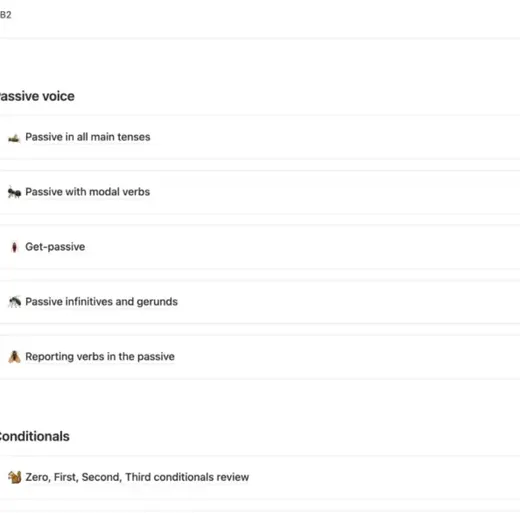 B2
assive voice
Passive in all main tenses
Passive with modal verbs
Get-passive
Passive infinitives and gerunds
Reporting verbs in the passive
onditionals
Zero, First, Second, Third conditionals review